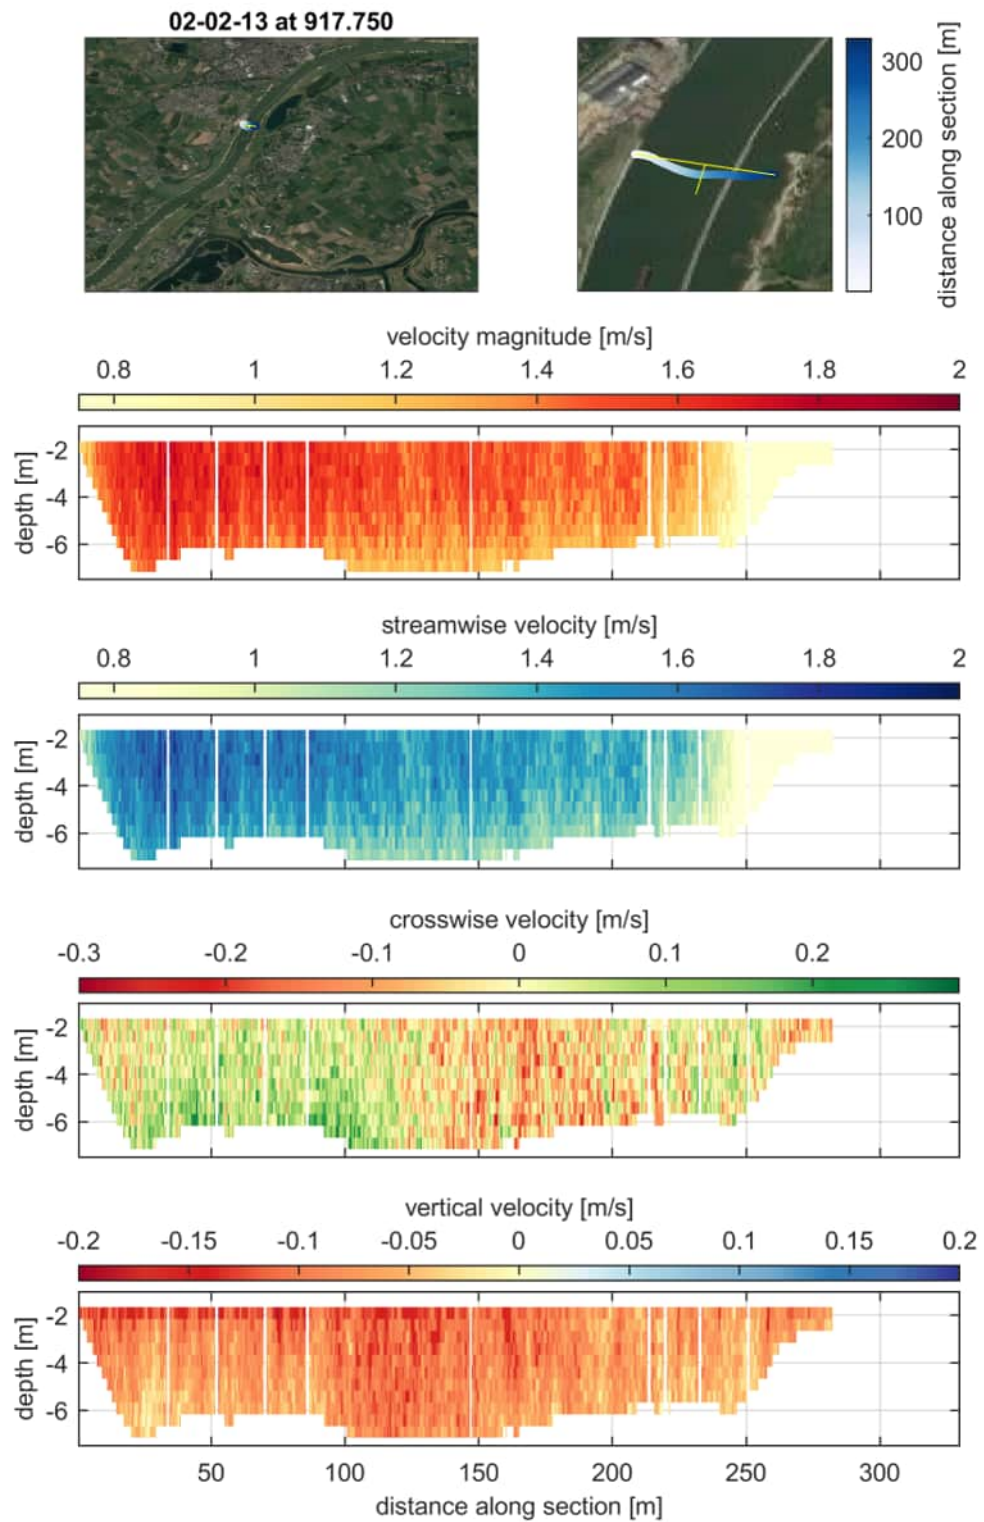 02-02-13 at 917.750
distance along section [m]
300
200
100
velocity magnitude [m/s]
0.8 1 1.2 1.4 1.6 1.8 2
depth [m]
-2
-4
-6
streamwise velocity [m/s]
0.8 1 1.2 1.4 1.6 1.8 2
depth [m]
-2
-4
-6
crosswise velocity [m/s]
-0.3 -0.2 -0.1 0 0.1 0.2
depth [m]
-2
-4
-6
vertical velocity [m/s]
-0.2 -0.15 -0.1 -0.05 0 0.05 0.1 0.15 0.2
depth [m]
-2
-4
-6
50 100 150 200 250 300
distance along section [m]